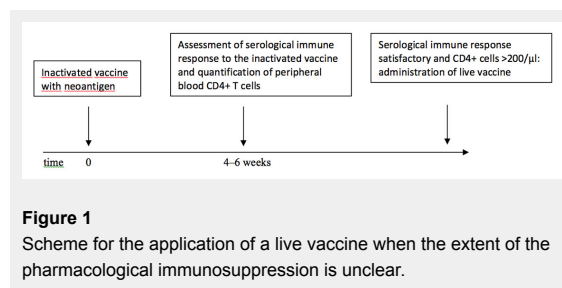 Inactivated vaccine
with neoantigen
Assessment of serological immune
response to the inactivated vaccine
and quantification of peripheral
blood CD4+ T cells
Serological immune response
satisfactory and CD4+ cells >200/µl:
administration of live vaccine
time 0 4–6 weeks
Figure 1
Scheme for the application of a live vaccine when the extent of the
pharmacological immunosuppression is unclear.